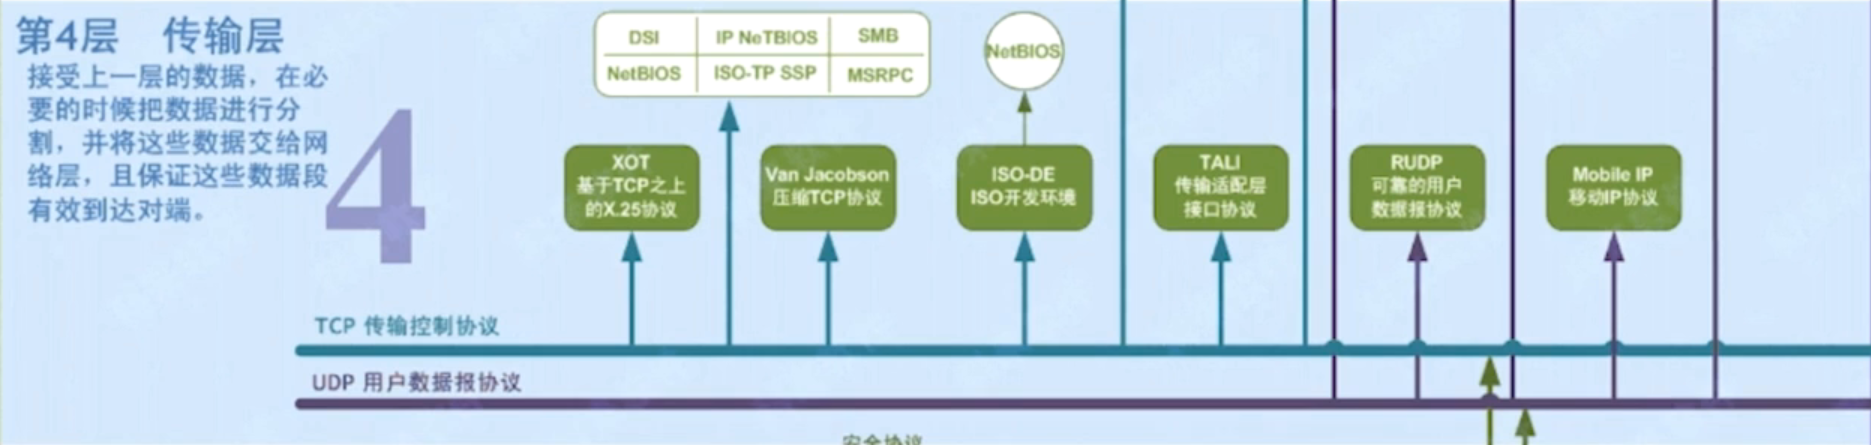 第4层 传输层
接受上一层的数据，在必
要的时候把数据进行分
割，并将这些数据交给网
络层，且保证这些数据段
有效到达对端。
4
DSI
IP NeTBIOS
SMB
NetBIOS
ISO-TP SSP
MSRPC
NetBIOS
XOT
基于TCP之上
的X.25协议
Van Jacobson
压缩TCP协议
ISO-DE
ISO开发环境
TALI
传输适配层
接口协议
RUDP
可靠的用户
数据报协议
Mobile IP
移动IP协议
TCP 传输控制协议
UDP 用户数据报协议
安全协议